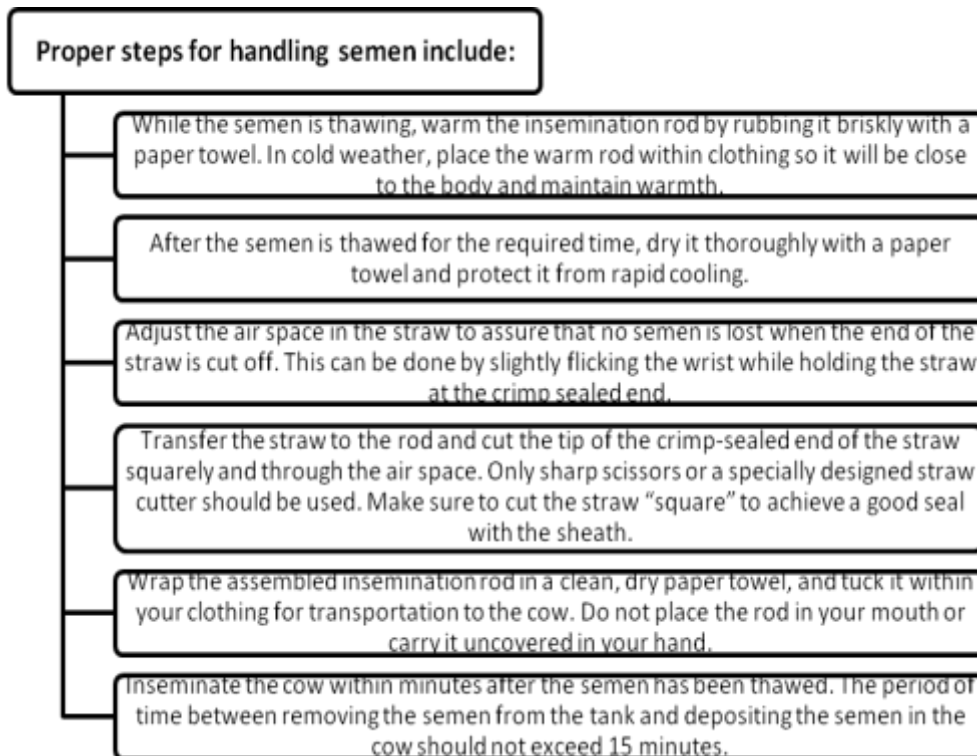 Proper steps for handling semen include:
While the semen is thawing, warm the insemination rod by rubbing it briskly with a
paper towel. In cold weather, place the warm rod within clothing so it will be close
to the body and maintain warmth.
After the semen is thawed for the required time, dry it thoroughly with a paper
towel and protect it from rapid cooling.
Adjust the air space in the straw to assure that no semen is lost when the end of the
straw is cut off. This can be done by slightly flicking the wrist while holding the straw
at the crimp sealed end.
Transfer the straw to the rod and cut the tip of the crimp-sealed end of the straw
squarely and through the air space. Only sharp scissors or a specially designed straw
cutter should be used. Make sure to cut the straw “square” to achieve a good seal
with the sheath.
Wrap the assembled insemination rod in a clean, dry paper towel, and tuck it within
your clothing for transportation to the cow. Do not place the rod in your mouth or
carry it uncovered in your hand.
Inseminate the cow within minutes after the semen has been thawed. The period of
time between removing the semen from the tank and depositing the semen in the
cow should not exceed 15 minutes.